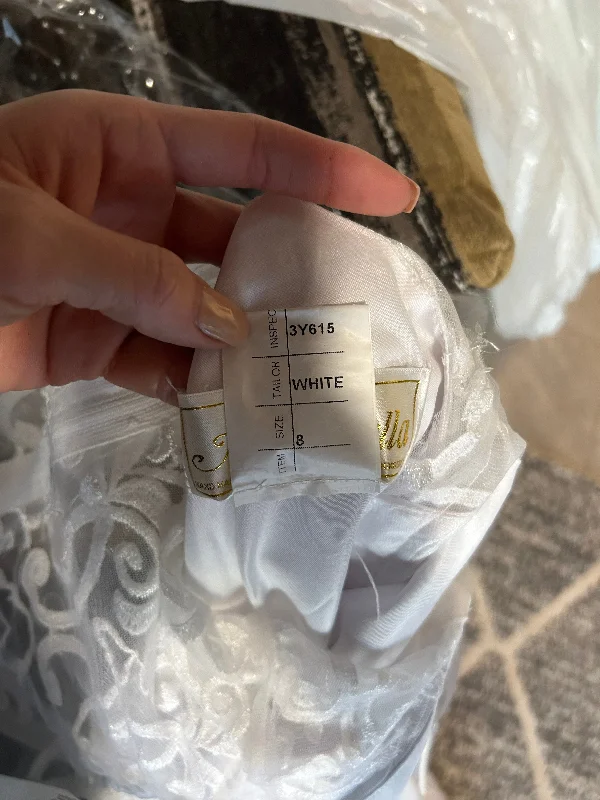 INSPEC
3Y615
TAILOR
WHITE
SIZE
8
ITEM